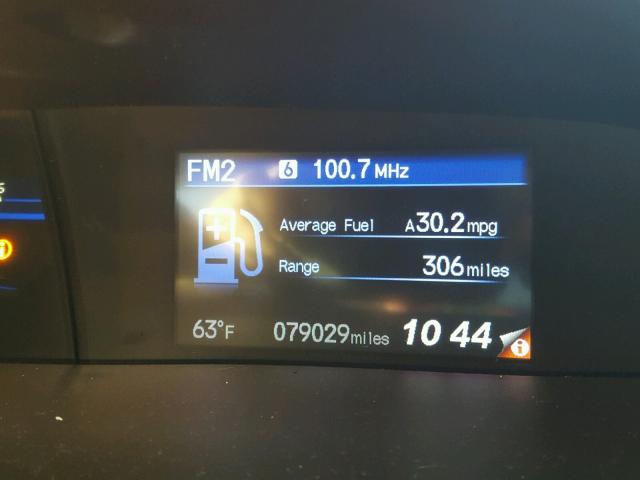 FM2 6 100.7 MHz
Average Fuel A30.2 mpg
Range 306 miles
63°F 079029 miles 10 44